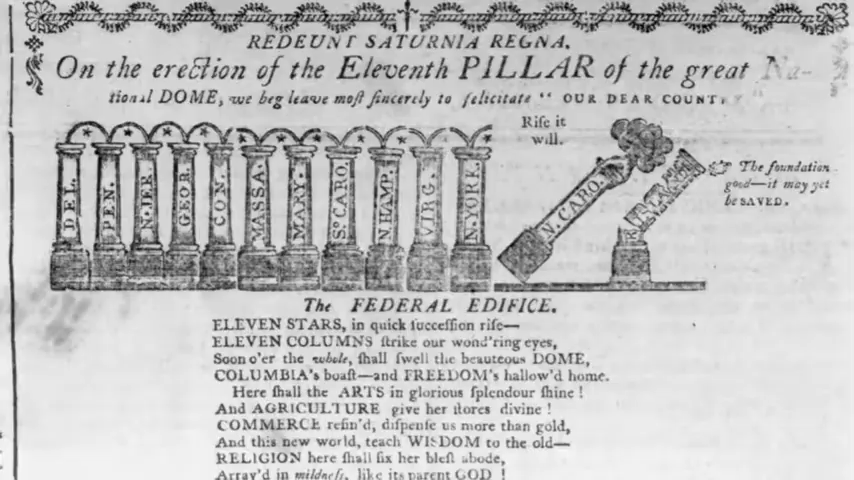 REDEUNT SATURNIA REGNA.
On the erection of the Eleventh PILLAR of the great Na-
tional DOME, we beg leave moſt ſincerely to felicitate " OUR DEAR COUNTRY
Riſe it
will.
The foundation
good—it may yet
be SAVED.
DEL.
PEN.
N. JER.
GEOR.
CON.
MASSA.
MARY.
So. CARO.
N. HAMP.
VIRG.
N. YORK.
N. CARO.
The FEDERAL EDIFICE.
ELEVEN STARS, in quick ſucceſſion riſe—
ELEVEN COLUMNS ſtrike our wond'ring eyes,
Soon o'er the whole, ſhall ſwell the beauteous DOME,
COLUMBIA's boaſt—and FREEDOM's hallow'd home.
Here ſhall the ARTS in glorious ſplendour ſhine!
And AGRICULTURE give her ſtores divine!
COMMERCE refin'd, diſpenſe us more than gold,
And this new world, teach WISDOM to the old—
RELIGION here ſhall fix her bleſt abode,
Array'd in mildneſs, like its parent GOD!